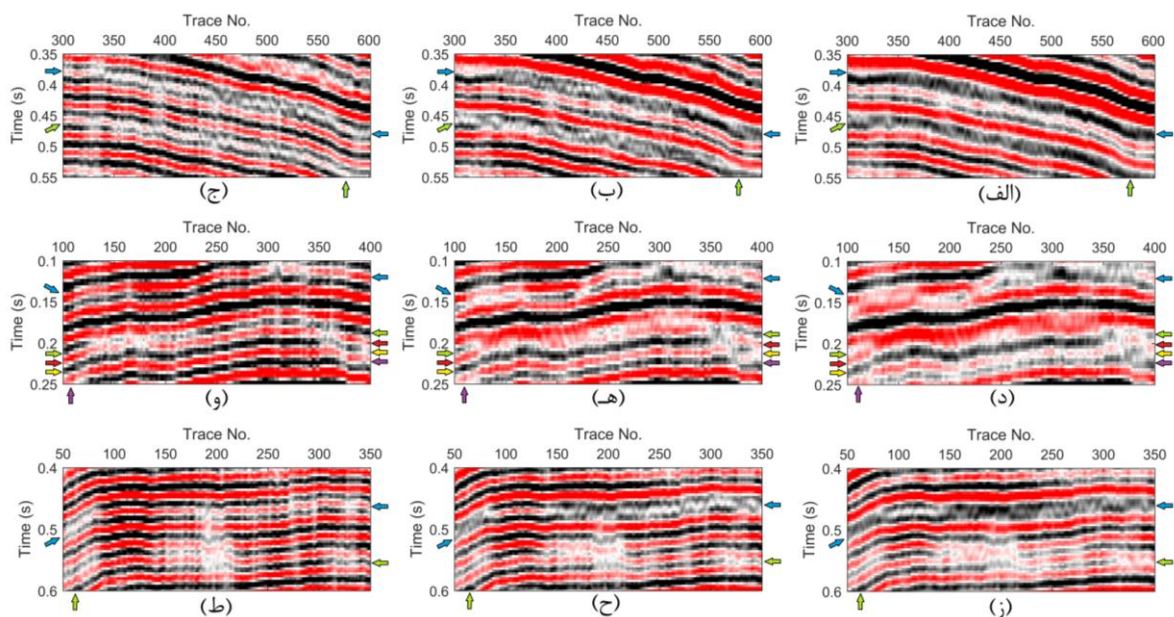 Trace No. Trace No. Trace No.
300 350 400 450 500 550 600 300 350 400 450 500 550 600 300 350 400 450 500 550 600
0.35 0.35 0.35
0.4 0.4 0.4
Time (s) Time (s) Time (s)
0.45 0.45 0.45
0.5 0.5 0.5
0.55 0.55 0.55
(ج) (ب) (الف)
Trace No. Trace No. Trace No.
100 150 200 250 300 350 400 100 150 200 250 300 350 400 100 150 200 250 300 350 400
0.1 0.1 0.1
0.15 0.15 0.15
Time (s) Time (s) Time (s)
0.2 0.2 0.2
0.25 0.25 0.25
(و) (هـ) (د)
Trace No. Trace No. Trace No.
50 100 150 200 250 300 350 50 100 150 200 250 300 350 50 100 150 200 250 300 350
0.4 0.4 0.4
Time (s) Time (s) Time (s)
0.5 0.5 0.5
0.6 0.6 0.6
(ط) (ح) (ز)